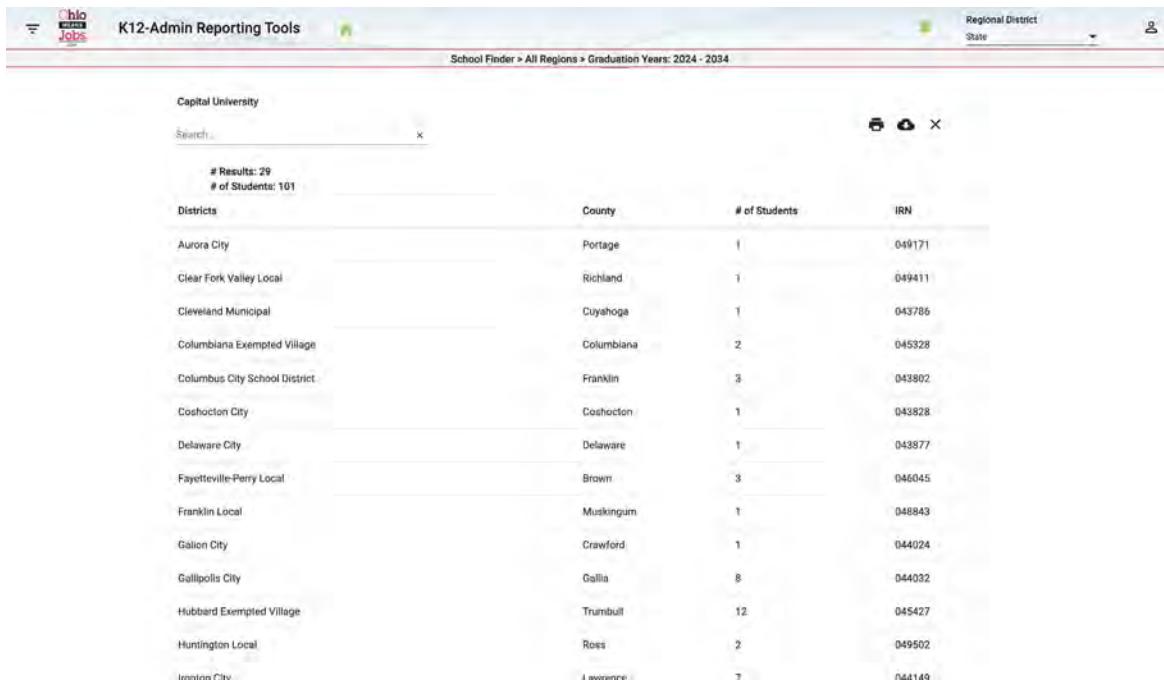 Ohio
MEANS
Jobs
K12-Admin Reporting Tools
Regional District
State
School Finder > All Regions > Graduation Years: 2024 - 2034
Capital University
Search...
# Results: 29
# of Students: 101
Districts County # of Students IRN
Aurora City Portage 1 049171
Clear Fork Valley Local Richland 1 049411
Cleveland Municipal Cuyahoga 1 043786
Columbiana Exempted Village Columbiana 2 045328
Columbus City School District Franklin 3 043802
Coshocton City Coshocton 1 043828
Delaware City Delaware 1 043877
Fayetteville-Perry Local Brown 3 046045
Franklin Local Muskingum 1 048843
Galion City Crawford 1 044024
Gallipolis City Gallia 8 044032
Hubbard Exempted Village Trumbull 12 045427
Huntington Local Ross 2 049502
Ironton City Lawrence 7 044149